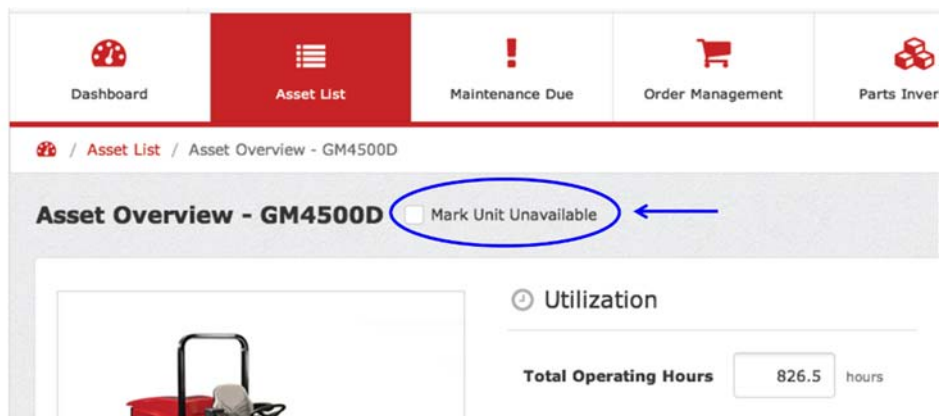 Dashboard
Asset List
Maintenance Due
Order Management
Parts Inver
/ Asset List / Asset Overview - GM4500D
Asset Overview - GM4500D
Mark Unit Unavailable
Utilization
Total Operating Hours 826.5 hours